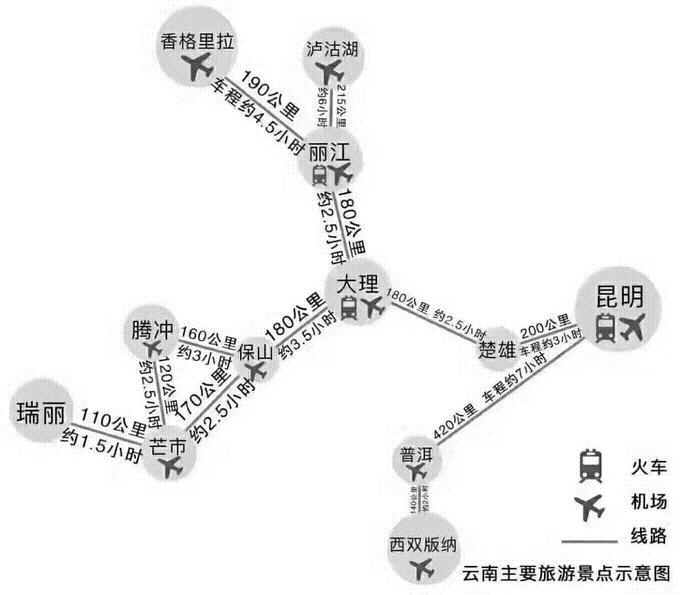 香格里拉
泸沽湖
190公里
车程约4.5小时
215公里
约6小时
丽江
180公里
约2.5小时
大理
昆明
180公里 约2.5小时
楚雄
200公里
车程约3小时
腾冲
160公里
约3小时
保山
180公里
约3.5小时
120公里
约2.5小时
170公里
约2.5小时
瑞丽
110公里
约1.5小时
芒市
420公里 车程约7小时
普洱
140公里
约2小时
西双版纳
火车
机场
线路
云南主要旅游景点示意图